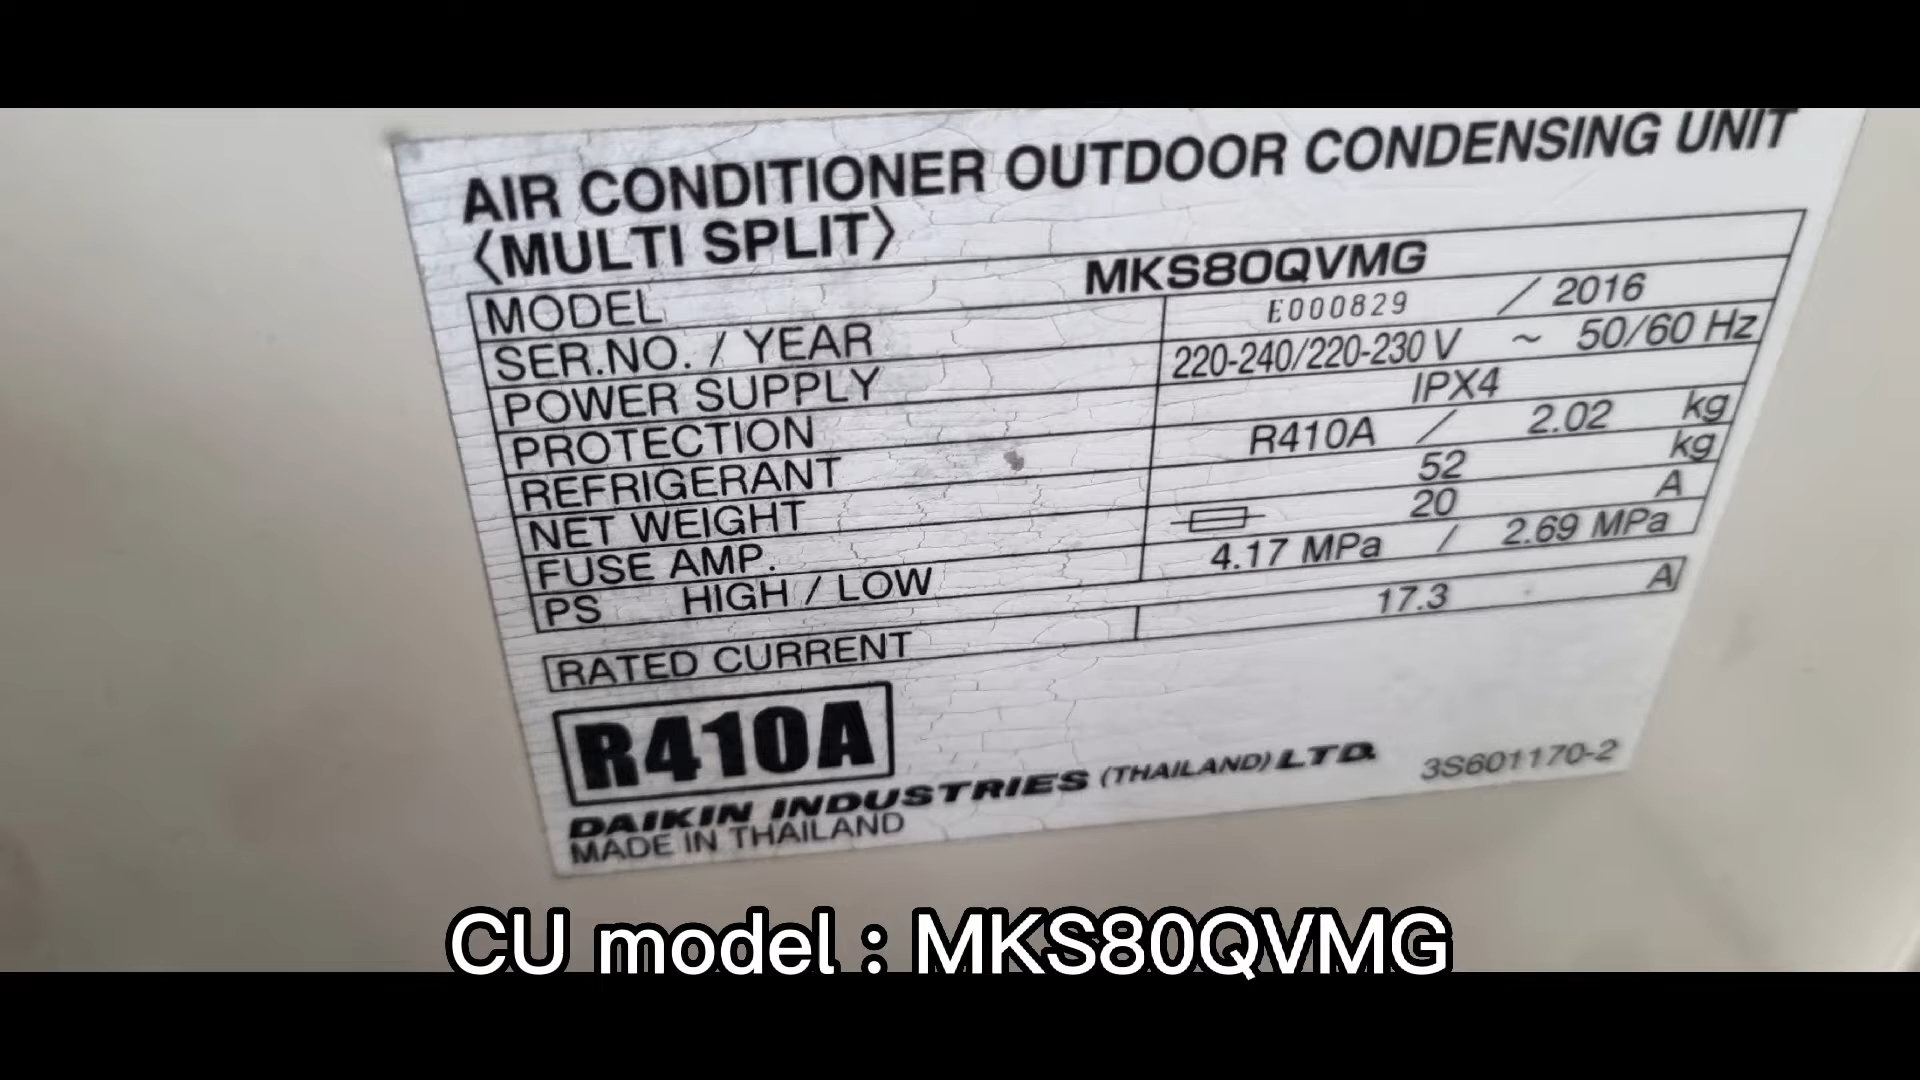 AIR CONDITIONER OUTDOOR CONDENSING UNIT
〈MULTI SPLIT〉
MODEL MKS80QVMG
SER.NO. / YEAR E000829 / 2016
POWER SUPPLY 220-240/220-230 V ~ 50/60 Hz
PROTECTION IPX4
REFRIGERANT R410A / 2.02 kg
NET WEIGHT 52 kg
FUSE AMP. 20 A
PS HIGH / LOW 4.17 MPa / 2.69 MPa
RATED CURRENT 17.3 A
R410A
DAIKIN INDUSTRIES (THAILAND) LTD. 3S601170-2
MADE IN THAILAND
CU model : MKS80QVMG